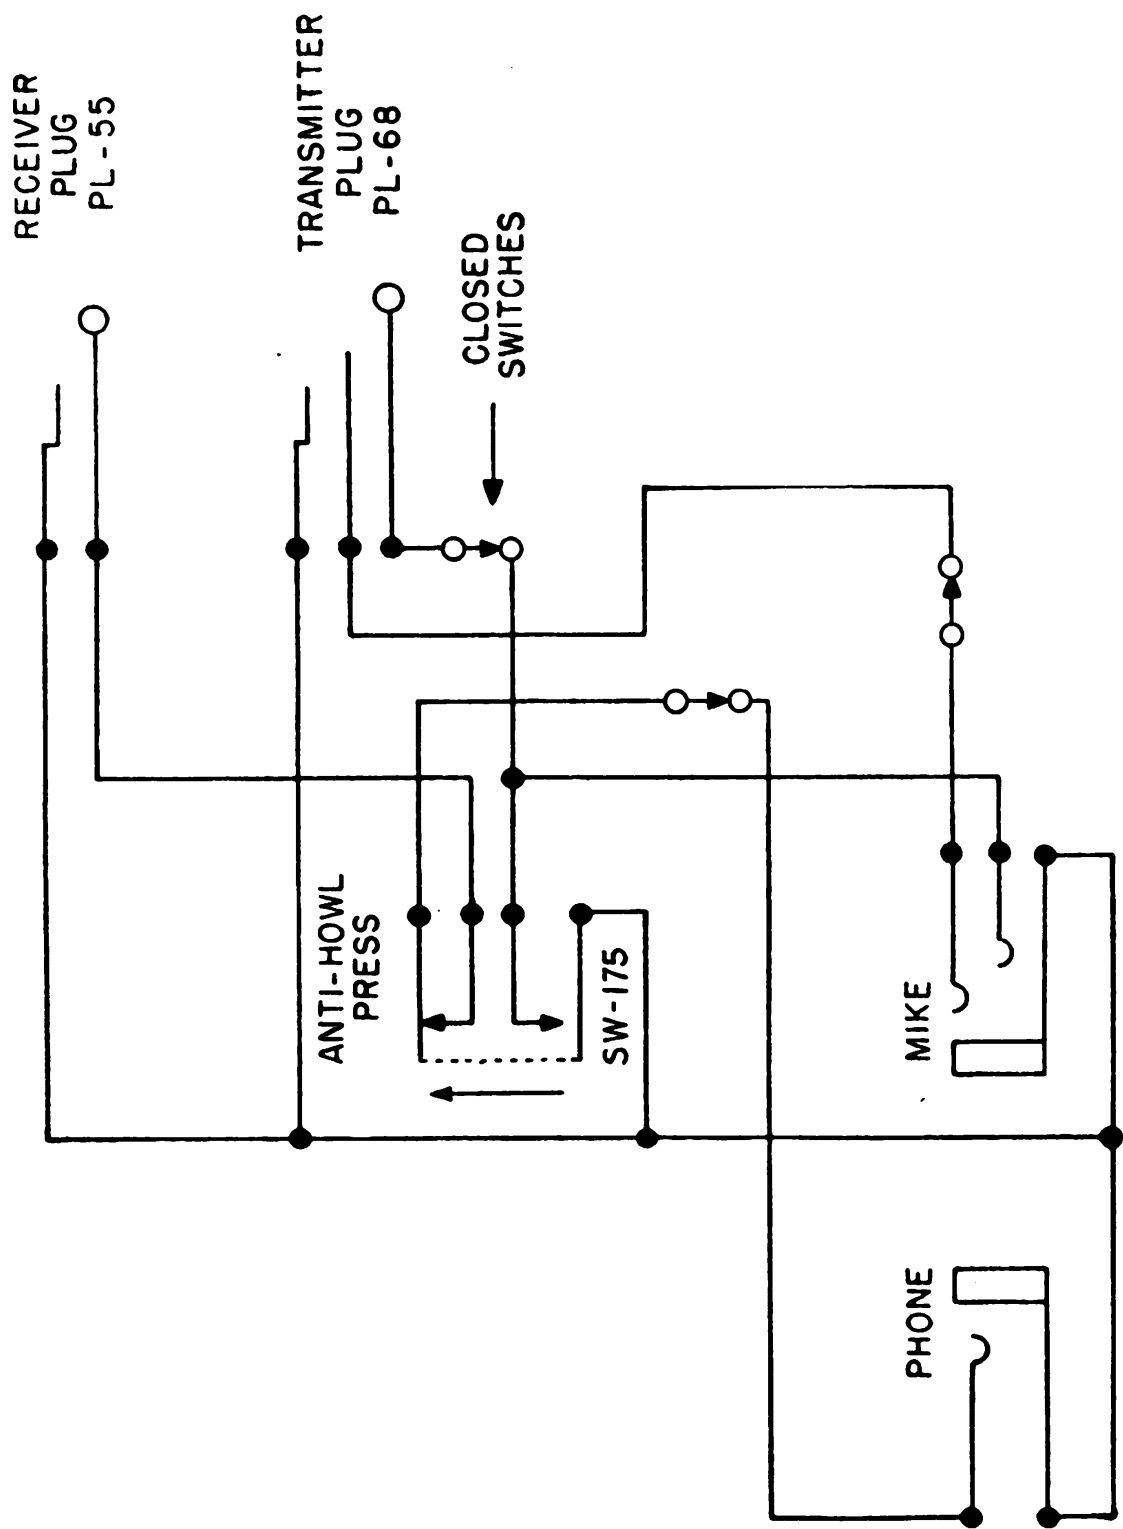 RECEIVER
PLUG
PL-55
TRANSMITTER
PLUG
PL-68
CLOSED
SWITCHES
ANTI-HOWL
PRESS
SW-175
MIKE
PHONE